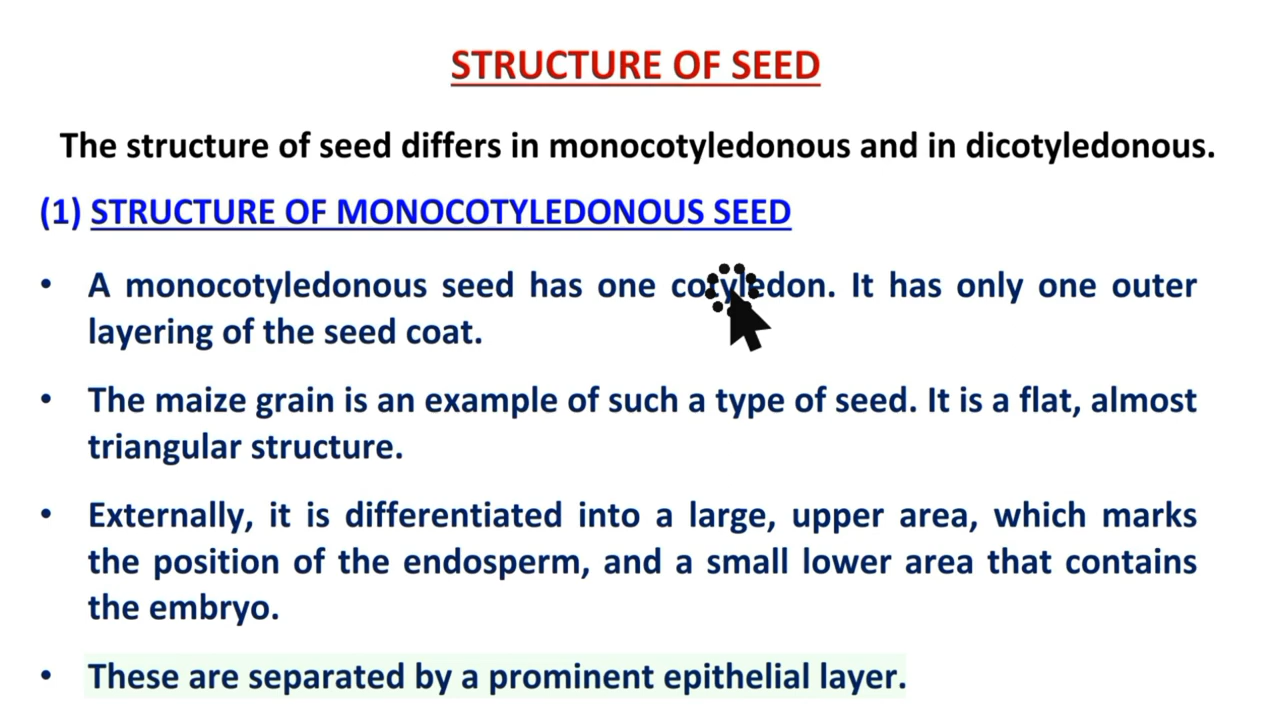 STRUCTURE OF SEED
The structure of seed differs in monocotyledonous and in dicotyledonous.
(1) STRUCTURE OF MONOCOTYLEDONOUS SEED
• A monocotyledonous seed has one cotyledon. It has only one outer
layering of the seed coat.
• The maize grain is an example of such a type of seed. It is a flat, almost
triangular structure.
• Externally, it is differentiated into a large, upper area, which marks
the position of the endosperm, and a small lower area that contains
the embryo.
• These are separated by a prominent epithelial layer.